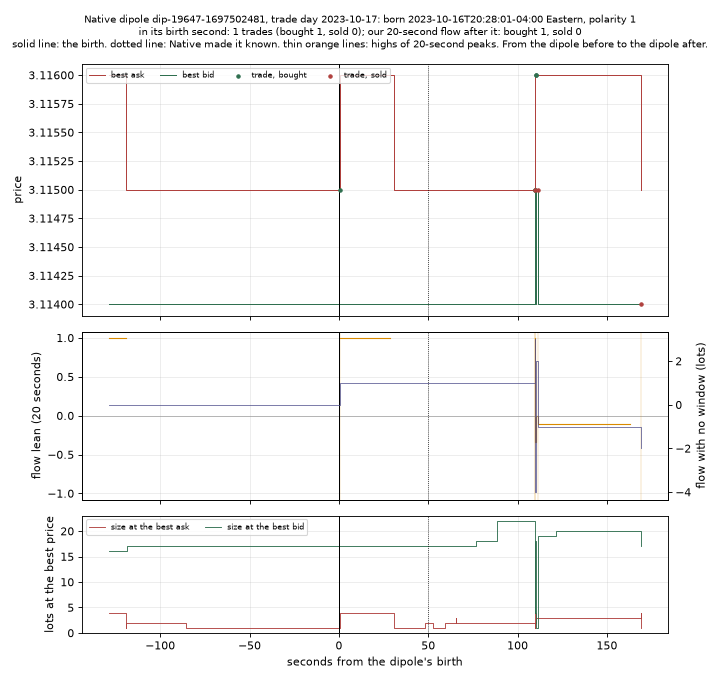 Native dipole dip-19647-1697502481, trade day 2023-10-17: born 2023-10-16T20:28:01-04:00 Eastern, polarity 1
in its birth second: 1 trades (bought 1, sold 0); our 20-second flow after it: bought 1, sold 0
solid line: the birth. dotted line: Native made it known. thin orange lines: highs of 20-second peaks. From the dipole before to the dipole after.
best ask best bid trade, bought trade, sold
3.11600
3.11575
3.11550
3.11525
3.11500
3.11475
3.11450
3.11425
3.11400
price
1.0
0.5
0.0
−0.5
−1.0
flow lean (20 seconds)
2
0
−2
−4
flow with no window (lots)
size at the best ask size at the best bid
20
15
10
5
0
lots at the best price
−100 −50 0 50 100 150
seconds from the dipole's birth